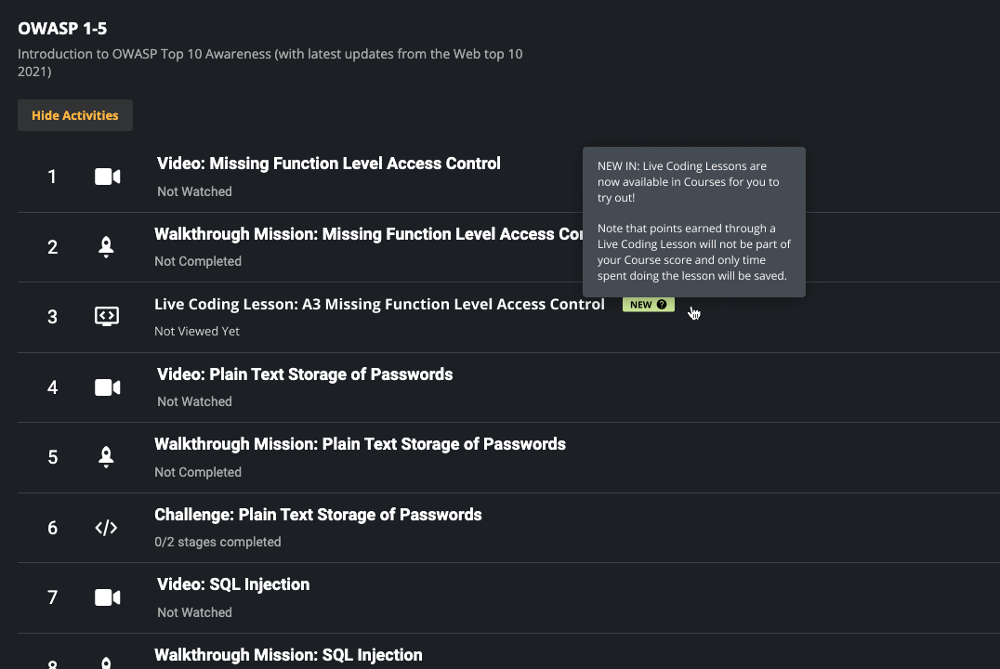 OWASP 1-5
Introduction to OWASP Top 10 Awareness (with latest updates from the Web top 10
2021)
Hide Activities
1
Video: Missing Function Level Access Control
Not Watched
NEW IN: Live Coding Lessons are
now available in Courses for you to
try out!
Note that points earned through a
Live Coding Lesson will not be part of
your Course score and only time
spent doing the lesson will be saved.
2
Walkthrough Mission: Missing Function Level Access
Not Completed
3
Live Coding Lesson: A3 Missing Function Level Access Control
NEW ?
Not Viewed Yet
4
Video: Plain Text Storage of Passwords
Not Watched
5
Walkthrough Mission: Plain Text Storage of Passwords
Not Completed
6
Challenge: Plain Text Storage of Passwords
0/2 stages completed
7
Video: SQL Injection
Not Watched
8
Walkthrough Mission: SQL Injection